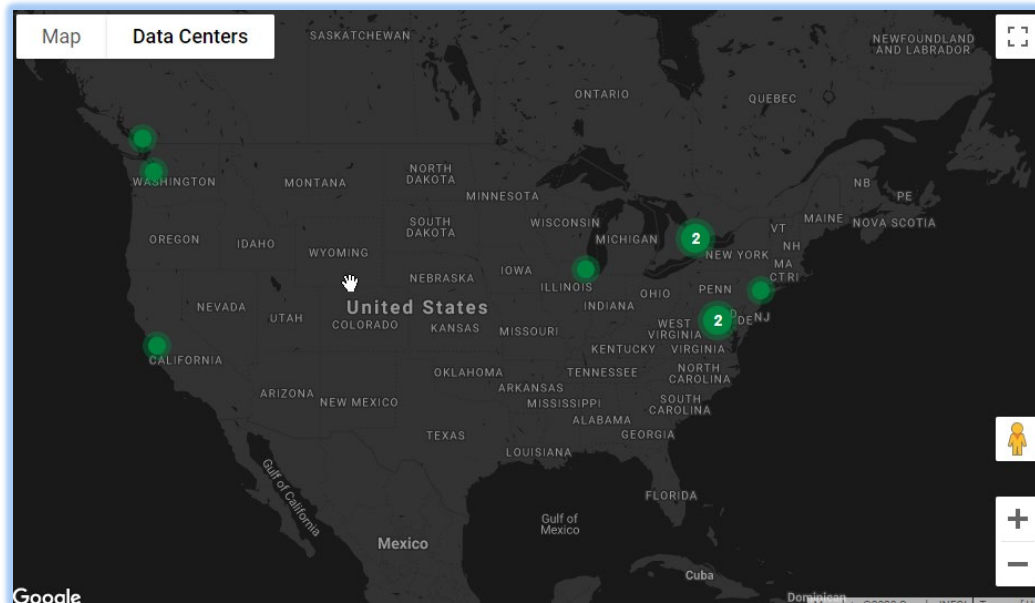 Map
Data Centers
SASKATCHEWAN
NEWFOUNDLAND
AND LABRADOR
ONTARIO
QUEBEC
WASHINGTON
MONTANA
NORTH
DAKOTA
MINNESOTA
NB
PE
OREGON
IDAHO
SOUTH
DAKOTA
WISCONSIN
MICHIGAN
2
VT
MAINE
NOVA SCOTIA
WYOMING
NEW YORK
NH
MA
NEBRASKA
IOWA
ILLINOIS
CTRI
NEVADA
United States
INDIANA
OHIO
PENN
UTAH
COLORADO
KANSAS
MISSOURI
WEST
VIRGINIA
2
D
DE
NJ
CALIFORNIA
KENTUCKY
VIRGINIA
OKLAHOMA
TENNESSEE
NORTH
CAROLINA
ARIZONA
NEW MEXICO
ARKANSAS
MISSISSIPPI
SOUTH
CAROLINA
ALABAMA
TEXAS
GEORGIA
LOUISIANA
Gulf of California
FLORIDA
Gulf of
Mexico
Mexico
Cuba
Google
Dominican